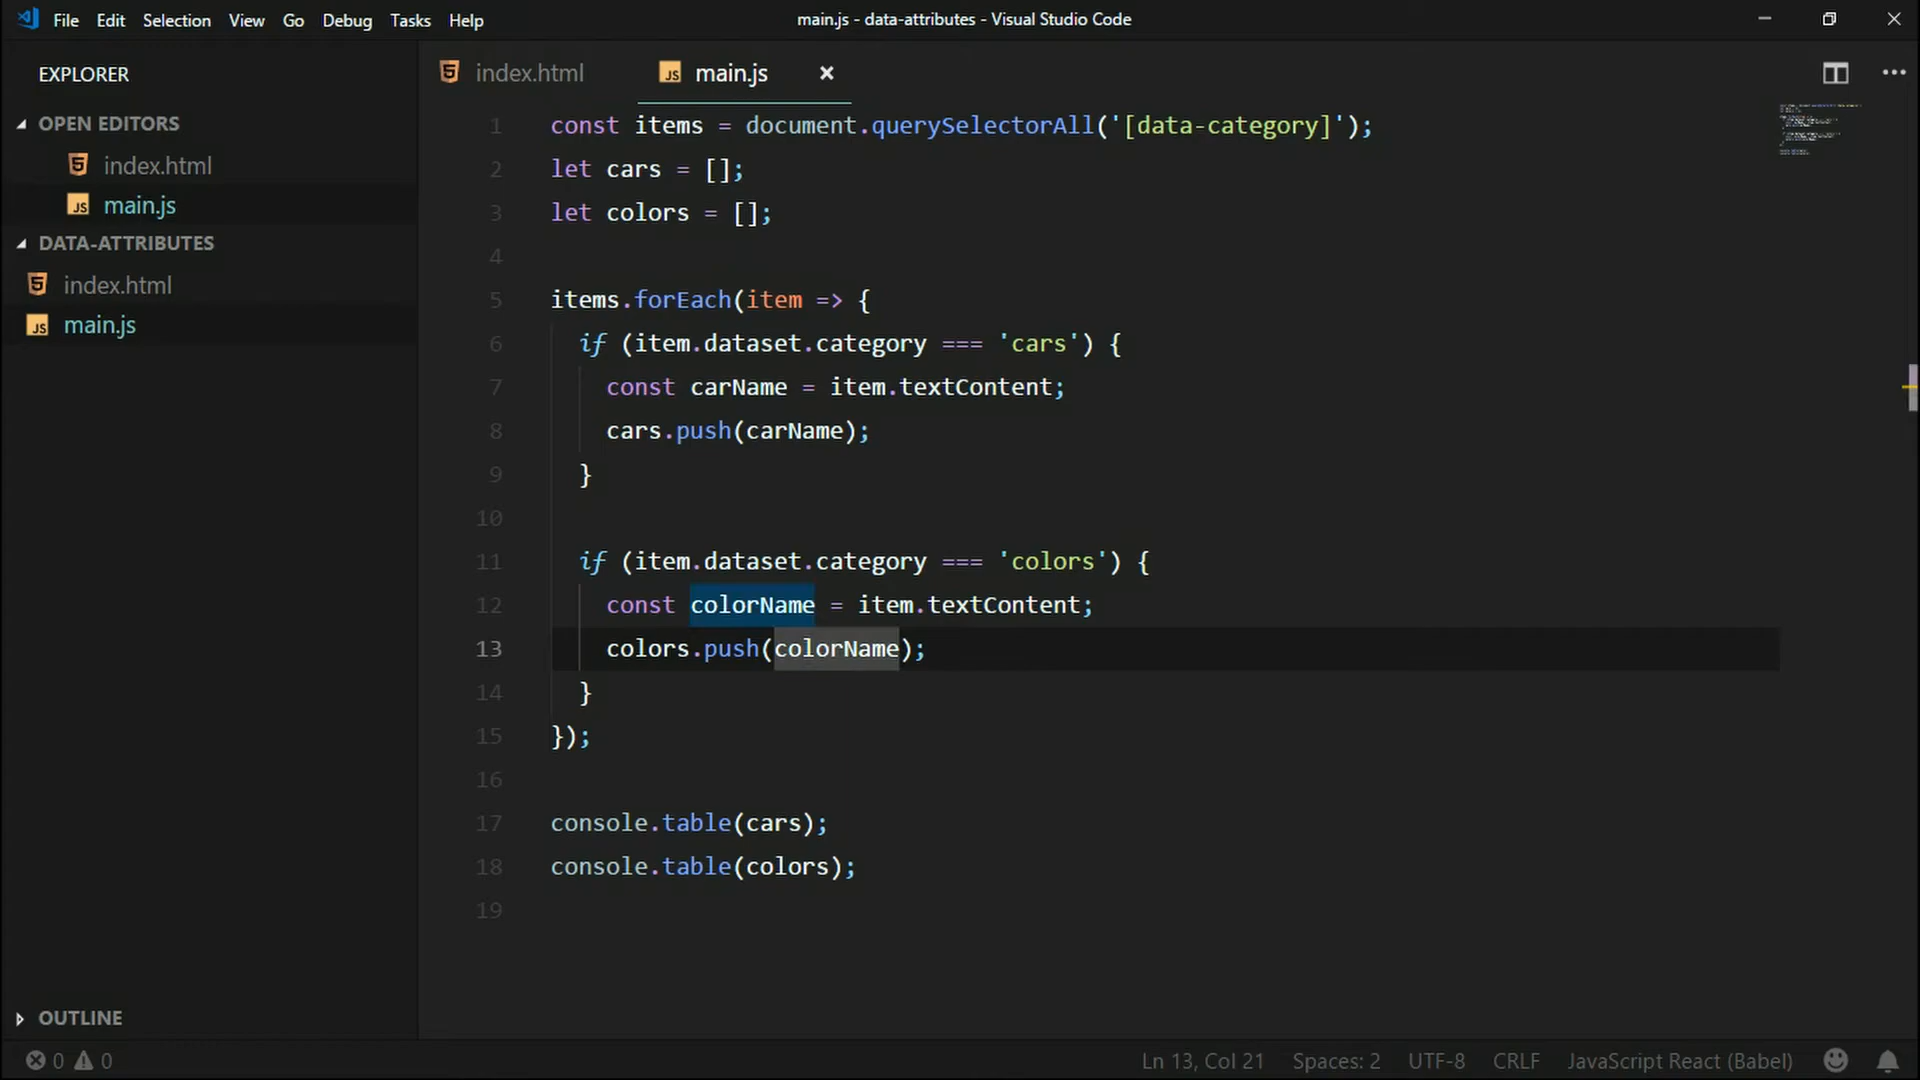 File Edit Selection View Go Debug Tasks Help
main.js - data-attributes - Visual Studio Code
EXPLORER
OPEN EDITORS
index.html
main.js
DATA-ATTRIBUTES
index.html
main.js
OUTLINE
index.html
main.js
1 const items = document.querySelectorAll('[data-category]');
2 let cars = [];
3 let colors = [];
4
5 items.forEach(item => {
6 if (item.dataset.category === 'cars') {
7 const carName = item.textContent;
8 cars.push(carName);
9 }
10
11 if (item.dataset.category === 'colors') {
12 const colorName = item.textContent;
13 colors.push(colorName);
14 }
15 });
16
17 console.table(cars);
18 console.table(colors);
19
0 0
Ln 13, Col 21 Spaces: 2 UTF-8 CRLF JavaScript React (Babel)